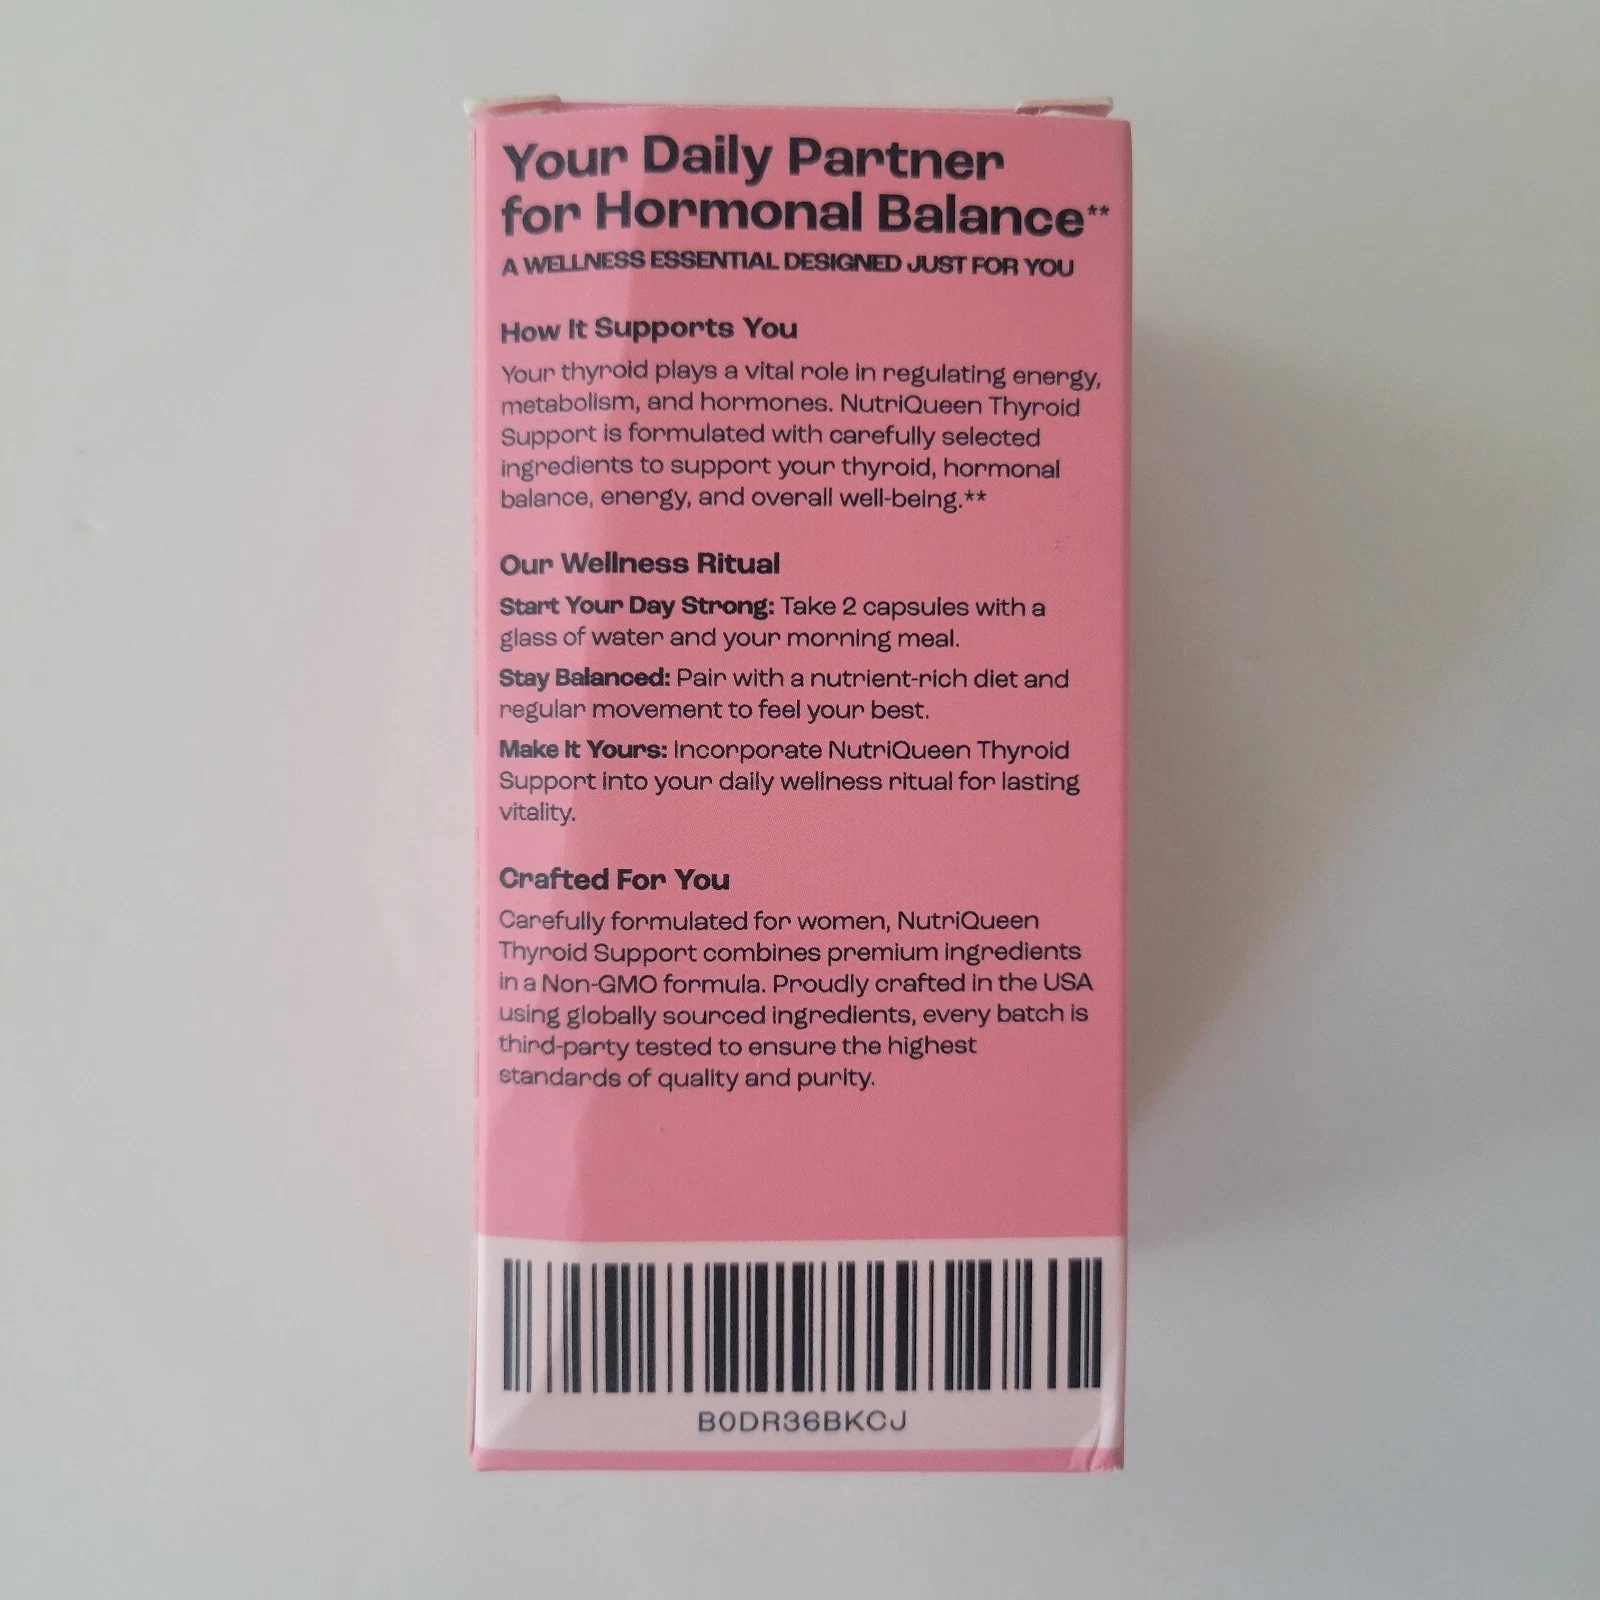 Your Daily Partner
for Hormonal Balance**
A WELLNESS ESSENTIAL DESIGNED JUST FOR YOU
How It Supports You
Your thyroid plays a vital role in regulating energy,
metabolism, and hormones. NutriQueen Thyroid
Support is formulated with carefully selected
ingredients to support your thyroid, hormonal
balance, energy, and overall well-being.**
Our Wellness Ritual
Start Your Day Strong: Take 2 capsules with a
glass of water and your morning meal.
Stay Balanced: Pair with a nutrient-rich diet and
regular movement to feel your best.
Make It Yours: Incorporate NutriQueen Thyroid
Support into your daily wellness ritual for lasting
vitality.
Crafted For You
Carefully formulated for women, NutriQueen
Thyroid Support combines premium ingredients
in a Non-GMO formula. Proudly crafted in the USA
using globally sourced ingredients, every batch is
third-party tested to ensure the highest
standards of quality and purity.
B0DR36BKCJ